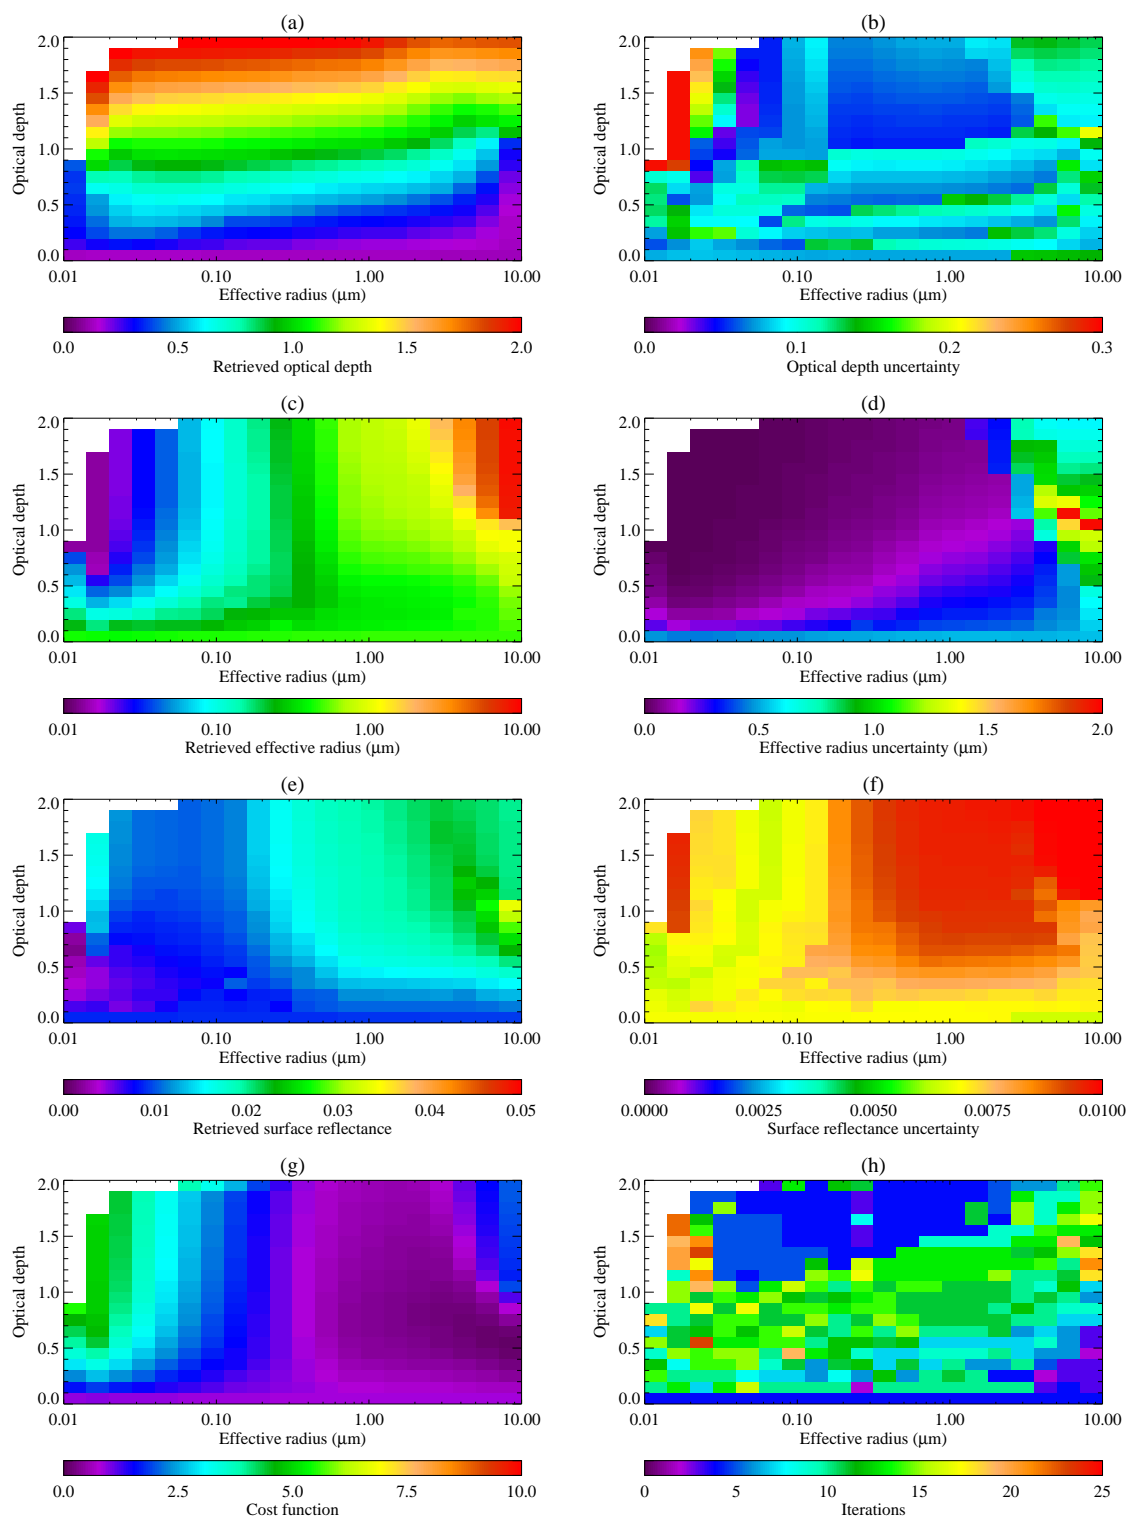 (a)
2.0
1.5
1.0
0.5
0.0
Optical depth
0.01 0.10 1.00 10.00
Effective radius (μm)
0.0 0.5 1.0 1.5 2.0
Retrieved optical depth
(b)
2.0
1.5
1.0
0.5
0.0
Optical depth
0.01 0.10 1.00 10.00
Effective radius (μm)
0.0 0.1 0.2 0.3
Optical depth uncertainty
(c)
2.0
1.5
1.0
0.5
0.0
Optical depth
0.01 0.10 1.00 10.00
Effective radius (μm)
0.01 0.10 1.00 10.00
Retrieved effective radius (μm)
(d)
2.0
1.5
1.0
0.5
0.0
Optical depth
0.01 0.10 1.00 10.00
Effective radius (μm)
0.0 0.5 1.0 1.5 2.0
Effective radius uncertainty (μm)
(e)
2.0
1.5
1.0
0.5
0.0
Optical depth
0.01 0.10 1.00 10.00
Effective radius (μm)
0.00 0.01 0.02 0.03 0.04 0.05
Retrieved surface reflectance
(f)
2.0
1.5
1.0
0.5
0.0
Optical depth
0.01 0.10 1.00 10.00
Effective radius (μm)
0.0000 0.0025 0.0050 0.0075 0.0100
Surface reflectance uncertainty
(g)
2.0
1.5
1.0
0.5
0.0
Optical depth
0.01 0.10 1.00 10.00
Effective radius (μm)
0.0 2.5 5.0 7.5 10.0
Cost function
(h)
2.0
1.5
1.0
0.5
0.0
Optical depth
0.01 0.10 1.00 10.00
Effective radius (μm)
0 5 10 15 20 25
Iterations